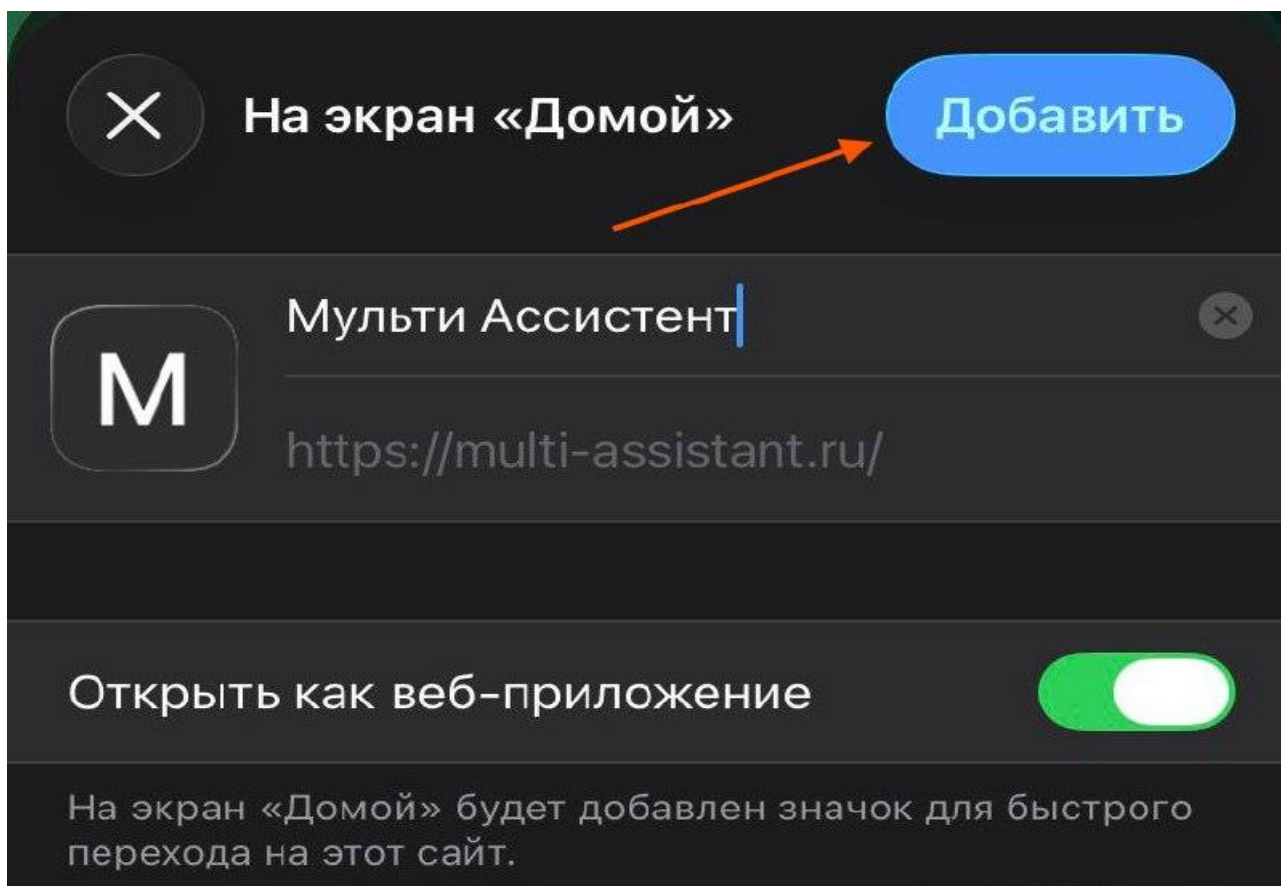 На экран «Домой»
Добавить
Мульти Ассистент
M
https://multi-assistant.ru/
Открыть как веб-приложение
На экран «Домой» будет добавлен значок для быстрого
перехода на этот сайт.